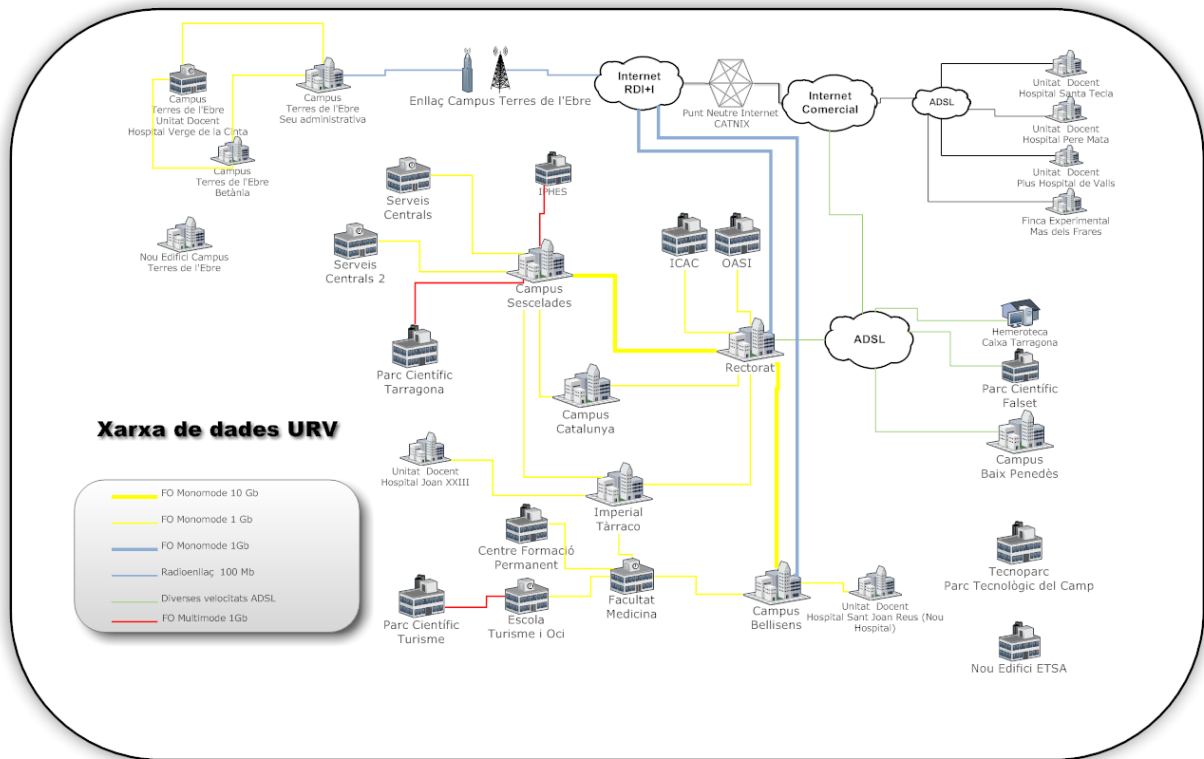 Campus
Terres de l'Ebre
Unitat Docent
Hospital Verge de la Cinta
Campus
Terres de l'Ebre
Seu administrativa
Enllaç Campus Terres de l'Ebre
Internet
RDI+I
Punt Neutre Internet
CATNIX
Internet
Comercial
ADSL
Unitat Docent
Hospital Santa Tecla
Unitat Docent
Hospital Pere Mata
Unitat Docent
Pius Hospital de Valls
Finca Experimental
Mas dels Frares
Campus
Terres de l'Ebre
Betània
Nou Edifici Campus
Terres de l'Ebre
Serveis
Centrals
IPHES
Serveis
Centrals 2
Campus
Sescelades
ICAC
OASI
Parc Científic
Tarragona
Rectorat
ADSL
Hemeroteca
Caixa Tarragona
Parc Científic
Falset
Campus
Catalunya
Campus
Baix Penedès
Xarxa de dades URV
FO Monomode 10 Gb
FO Monomode 1 Gb
FO Monomode 1Gb
Radioenllaç 100 Mb
Diverses velocitats ADSL
FO Multimode 1Gb
Unitat Docent
Hospital Joan XXIII
Imperial
Tàrraco
Centre Formació
Permanent
Facultat
Medicina
Parc Científic
Turisme
Escola
Turisme i Oci
Campus
Bellisens
Unitat Docent
Hospital Sant Joan Reus (Nou
Hospital)
Tecnoparc
Parc Tecnològic del Camp
Nou Edifici ETSA